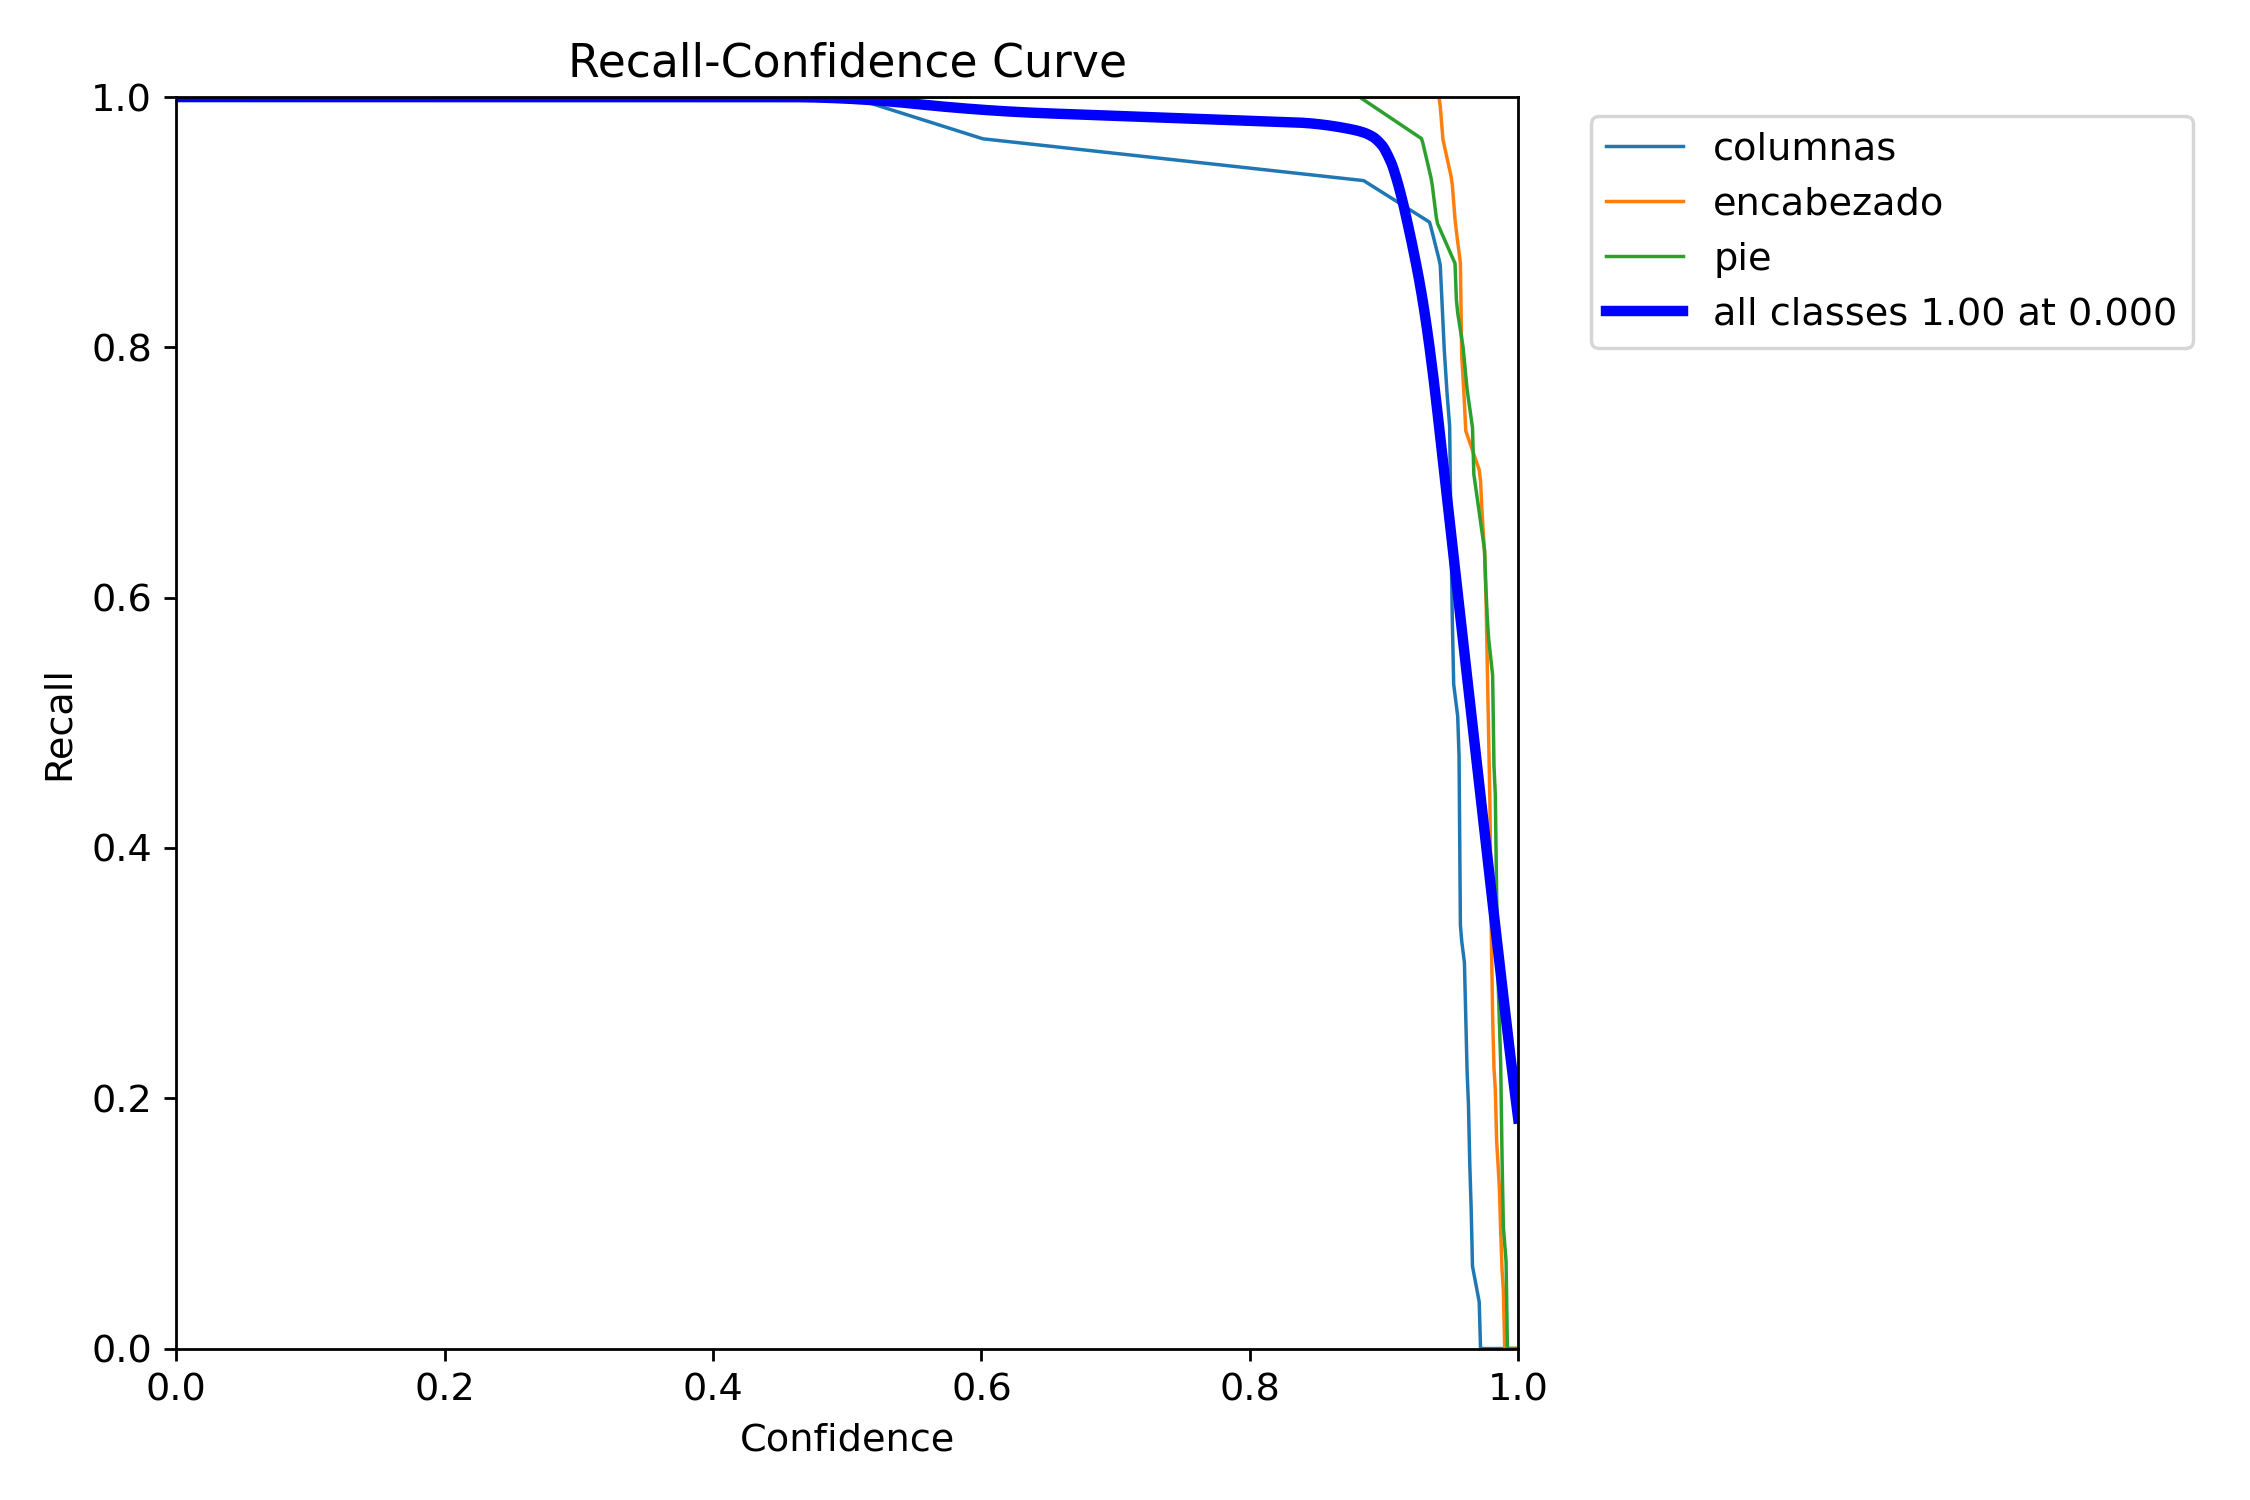 Recall-Confidence Curve
1.0
0.8
0.6
0.4
0.2
0.0
Recall
0.0 0.2 0.4 0.6 0.8 1.0
Confidence
columnas
encabezado
pie
all classes 1.00 at 0.000